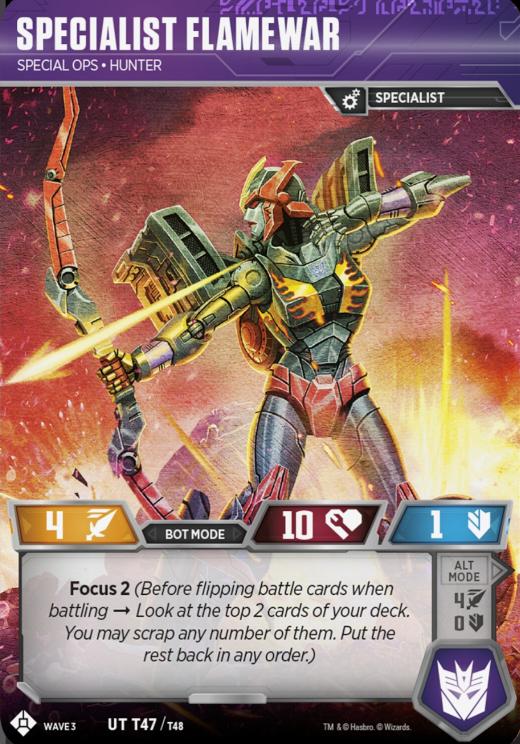 SPECIALIST FLAMEWAR
SPECIAL OPS • HUNTER
SPECIALIST
4
BOT MODE
10
1
Focus 2 (Before flipping battle cards when
battling → Look at the top 2 cards of your deck.
You may scrap any number of them. Put the
rest back in any order.)
ALT
MODE
4
0
WAVE 3
UT T47 / T48
TM & © Hasbro. © Wizards.